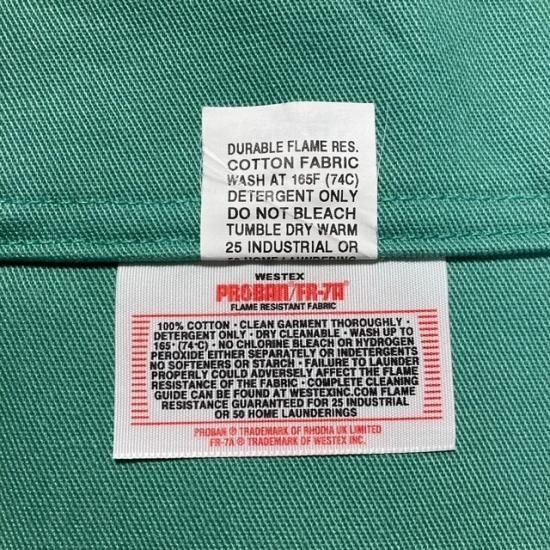 DURABLE FLAME RES.
COTTON FABRIC
WASH AT 165F (74C)
DETERGENT ONLY
DO NOT BLEACH
TUMBLE DRY WARM
25 INDUSTRIAL OR
50 HOME LAUNDERING
WESTEX
PROBAN/FR-7A®
FLAME RESISTANT FABRIC
100% COTTON · CLEAN GARMENT THOROUGHLY ·
DETERGENT ONLY · DRY CLEANABLE · WASH UP TO
165° (74°) · NO CHLORINE BLEACH OR HYDROGEN
PEROXIDE EITHER SEPARATELY OR INDETERGENTS
NO SOFTENERS OR STARCH · FAILURE TO LAUNDER
PROPERLY COULD ADVERSELY AFFECT THE FLAME
RESISTANCE OF THE FABRIC · COMPLETE CLEANING
GUIDE CAN BE FOUND AT WESTEXINC.COM FLAME
RESISTANCE GUARANTEED FOR 25 INDUSTRIAL
OR 50 HOME LAUNDERINGS
PROBAN ® TRADEMARK OF RHODIA UK LIMITED
FR-7A ® TRADEMARK OF WESTEX INC.